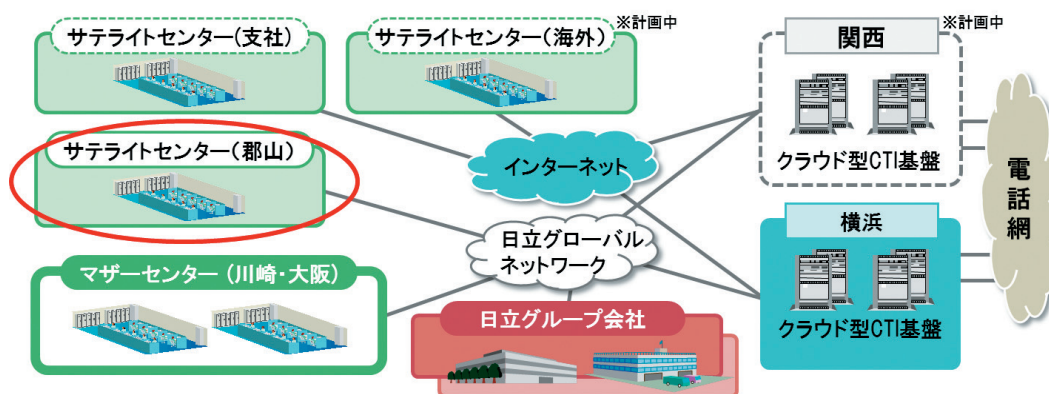 サテライトセンター(支社)
サテライトセンター(海外)
※計画中
関西
※計画中
クラウド型CTI基盤
サテライトセンター(郡山)
インターネット
電話網
日立グローバル
ネットワーク
横浜
クラウド型CTI基盤
マザーセンター(川崎・大阪)
日立グループ会社